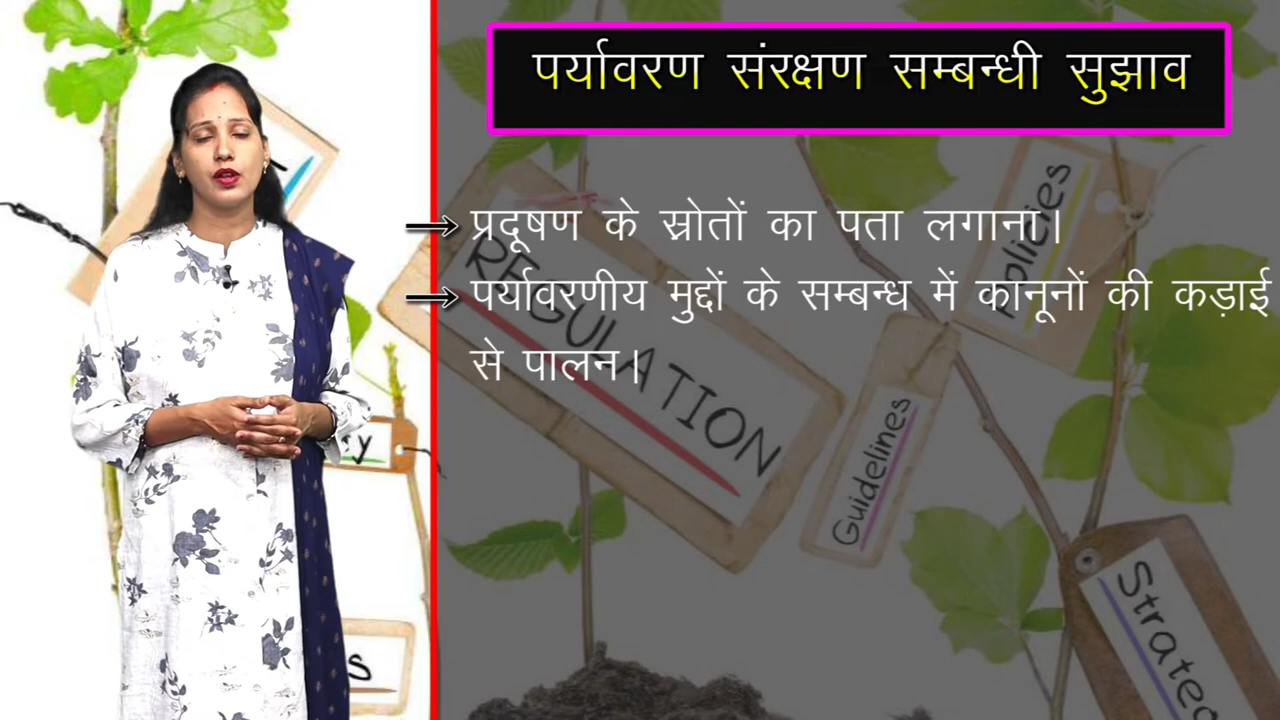 पर्यावरण संरक्षण सम्बन्धी सुझाव
→ प्रदूषण के स्रोतों का पता लगाना।
→ पर्यावरणीय मुद्दों के सम्बन्ध में कानूनों की कड़ाई
से पालन।
REGULATION
Policies
Guidelines